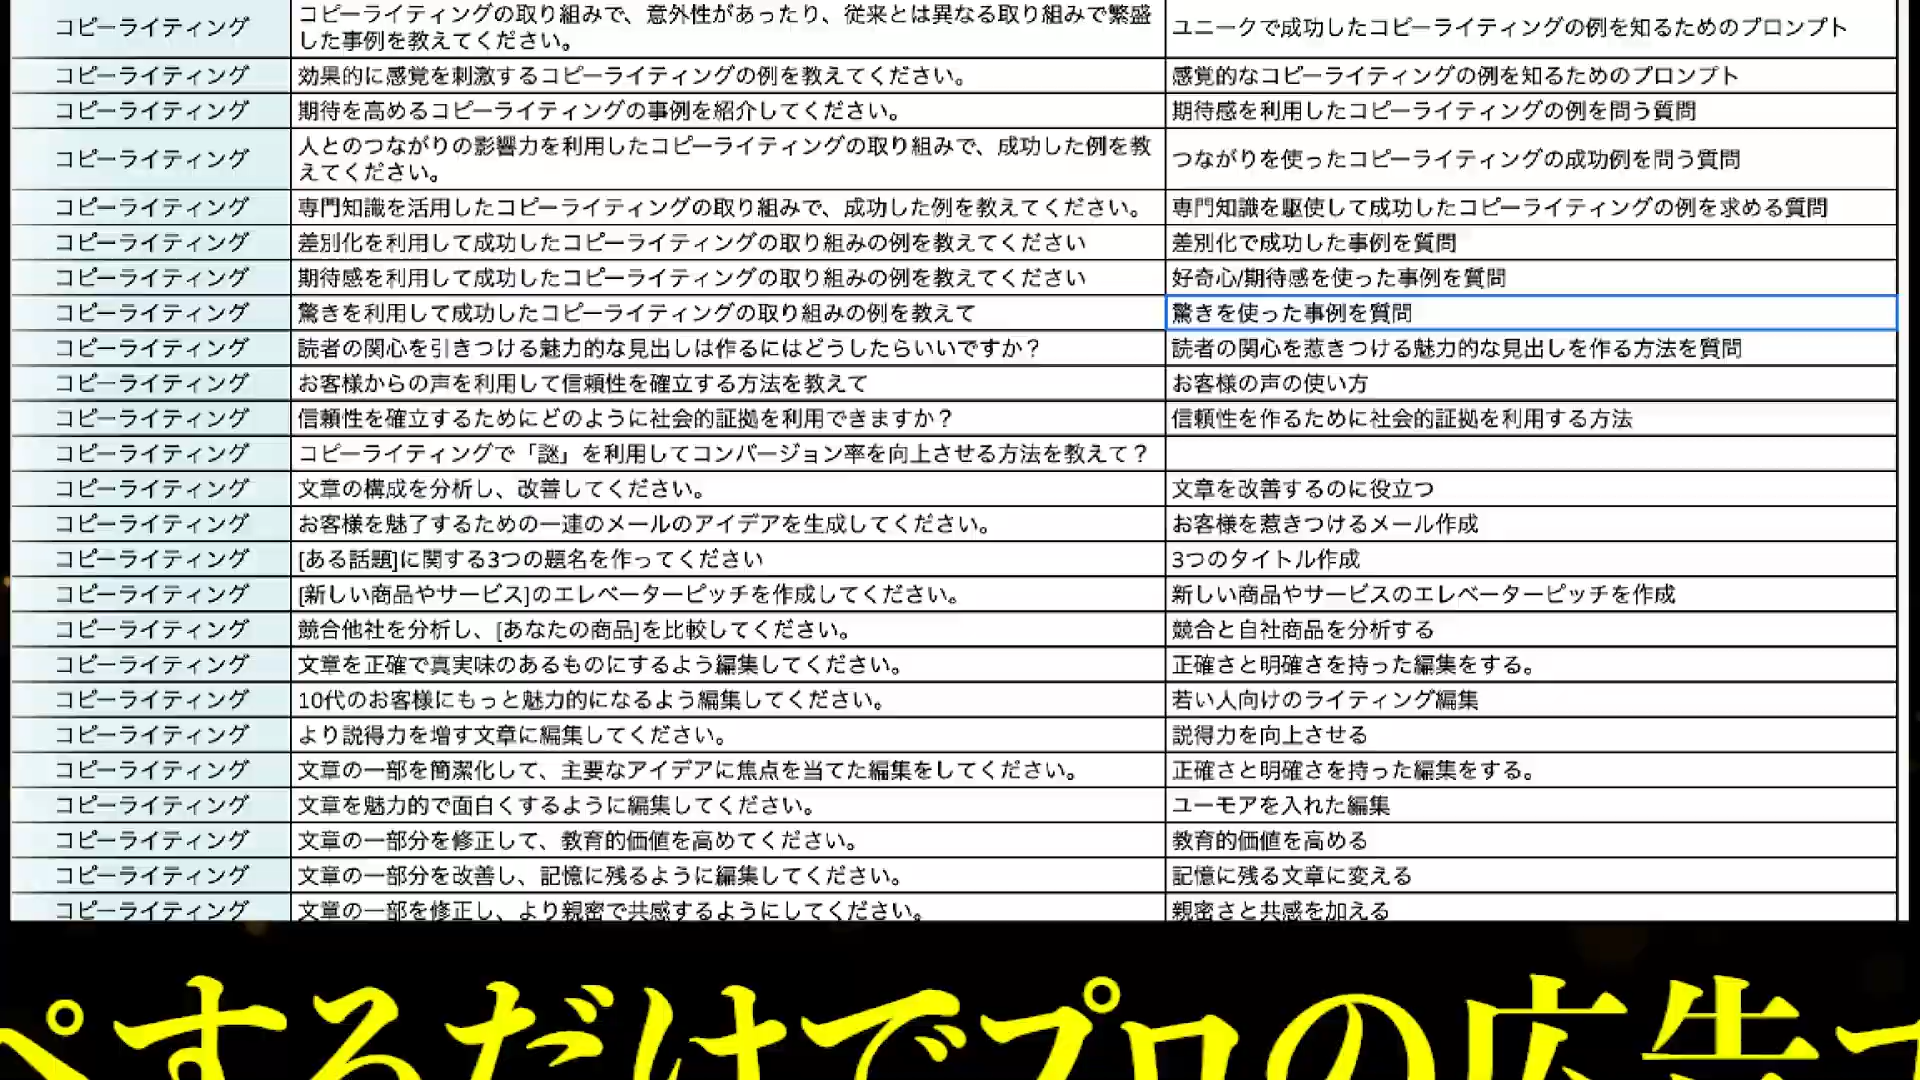 コピーライティング
コピーライティングの取り組みで、意外性があったり、従来とは異なる取り組みで繁盛
した事例を教えてください。
ユニークで成功したコピーライティングの例を知るためのプロンプト
コピーライティング
効果的に感覚を刺激するコピーライティングの例を教えてください。
感覚的なコピーライティングの例を知るためのプロンプト
コピーライティング
期待を高めるコピーライティングの事例を紹介してください。
期待感を利用したコピーライティングの例を問う質問
コピーライティング
人とのつながりの影響力を利用したコピーライティングの取り組みで、成功した例を教
えてください。
つながりを使ったコピーライティングの成功例を問う質問
コピーライティング
専門知識を活用したコピーライティングの取り組みで、成功した例を教えてください。
専門知識を駆使して成功したコピーライティングの例を求める質問
コピーライティング
差別化を利用して成功したコピーライティングの取り組みの例を教えてください
差別化で成功した事例を質問
コピーライティング
期待感を利用して成功したコピーライティングの取り組みの例を教えてください
好奇心/期待感を使った事例を質問
コピーライティング
驚きを利用して成功したコピーライティングの取り組みの例を教えて
驚きを使った事例を質問
コピーライティング
読者の関心を引きつける魅力的な見出しは作るにはどうしたらいいですか？
読者の関心を惹きつける魅力的な見出しを作る方法を質問
コピーライティング
お客様からの声を利用して信頼性を確立する方法を教えて
お客様の声の使い方
コピーライティング
信頼性を確立するためにどのように社会的証拠を利用できますか？
信頼性を作るために社会的証拠を利用する方法
コピーライティング
コピーライティングで「謎」を利用してコンバージョン率を向上させる方法を教えて？
コピーライティング
文章の構成を分析し、改善してください。
文章を改善するのに役立つ
コピーライティング
お客様を魅了するための一連のメールのアイデアを生成してください。
お客様を惹きつけるメール作成
コピーライティング
[ある話題]に関する3つの題名を作ってください
3つのタイトル作成
コピーライティング
[新しい商品やサービス]のエレベーターピッチを作成してください。
新しい商品やサービスのエレベーターピッチを作成
コピーライティング
競合他社を分析し、[あなたの商品]を比較してください。
競合と自社商品を分析する
コピーライティング
文章を正確で真実味のあるものにするよう編集してください。
正確さと明確さを持った編集をする。
コピーライティング
10代のお客様にもっと魅力的になるよう編集してください。
若い人向けのライティング編集
コピーライティング
より説得力を増す文章に編集してください。
説得力を向上させる
コピーライティング
文章の一部を簡潔化して、主要なアイデアに焦点を当てた編集をしてください。
正確さと明確さを持った編集をする。
コピーライティング
文章を魅力的で面白くするように編集してください。
ユーモアを入れた編集
コピーライティング
文章の一部分を修正して、教育的価値を高めてください。
教育的価値を高める
コピーライティング
文章の一部分を改善し、記憶に残るように編集してください。
記憶に残る文章に変える
コピーライティング
文章の一部を修正し、より親密で共感するようにしてください。
親密さと共感を加える
ペするだけでプロの広告